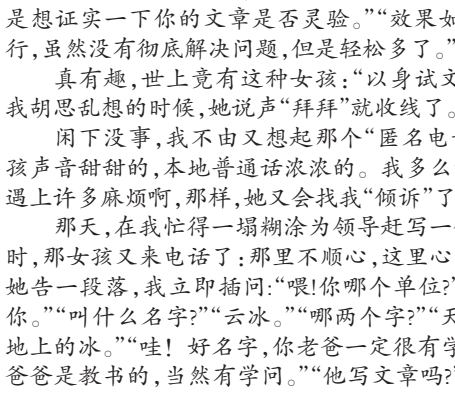 是想证实一下你的文章是否灵验。”“效果如
行,虽然没有彻底解决问题,但是轻松多了。”
真有趣,世上竟有这种女孩:“以身试文
我胡思乱想的时候,她说声“拜拜”就收线了。
闲下没事,我不由又想起那个“匿名电
孩声音甜甜的,本地普通话浓浓的。我多么
遇上许多麻烦啊,那样,她又会找我“倾诉”了
那天,在我忙得一塌糊涂为领导赶写一
时,那女孩又来电话了:那里不顺心,这里心
她告一段落,我立即插问:“喂!你哪个单位?”
你。”“叫什么名字?”“云冰。”“哪两个字?”“天
地上的冰。”“哇!好名字,你老爸一定很有学
爸爸是教书的,当然有学问。”“他写文章吗?”